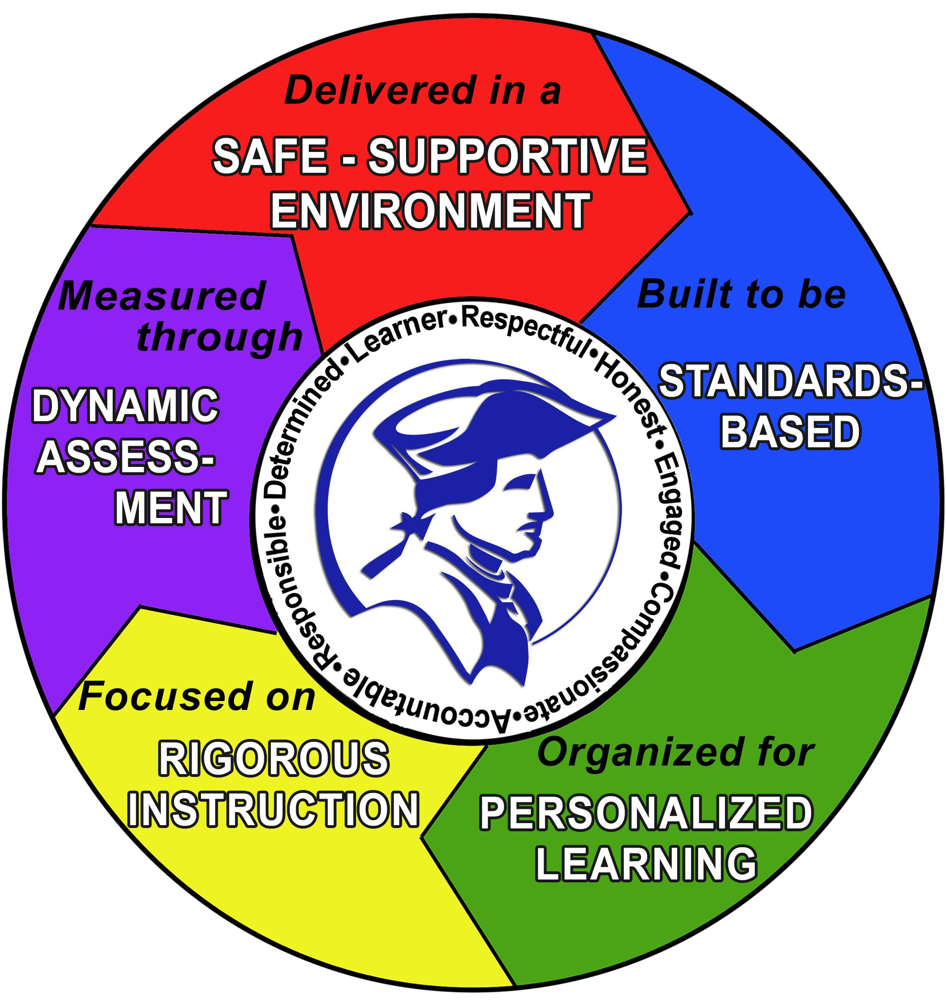 Delivered in a
SAFE - SUPPORTIVE
ENVIRONMENT
Built to be
STANDARDS-
BASED
Organized for
PERSONALIZED
LEARNING
Focused on
RIGOROUS
INSTRUCTION
Measured
through
DYNAMIC
ASSESS-
MENT
Respectful • Honest • Engaged • Compassionate • Accountable • Responsible • Determined • Learner •